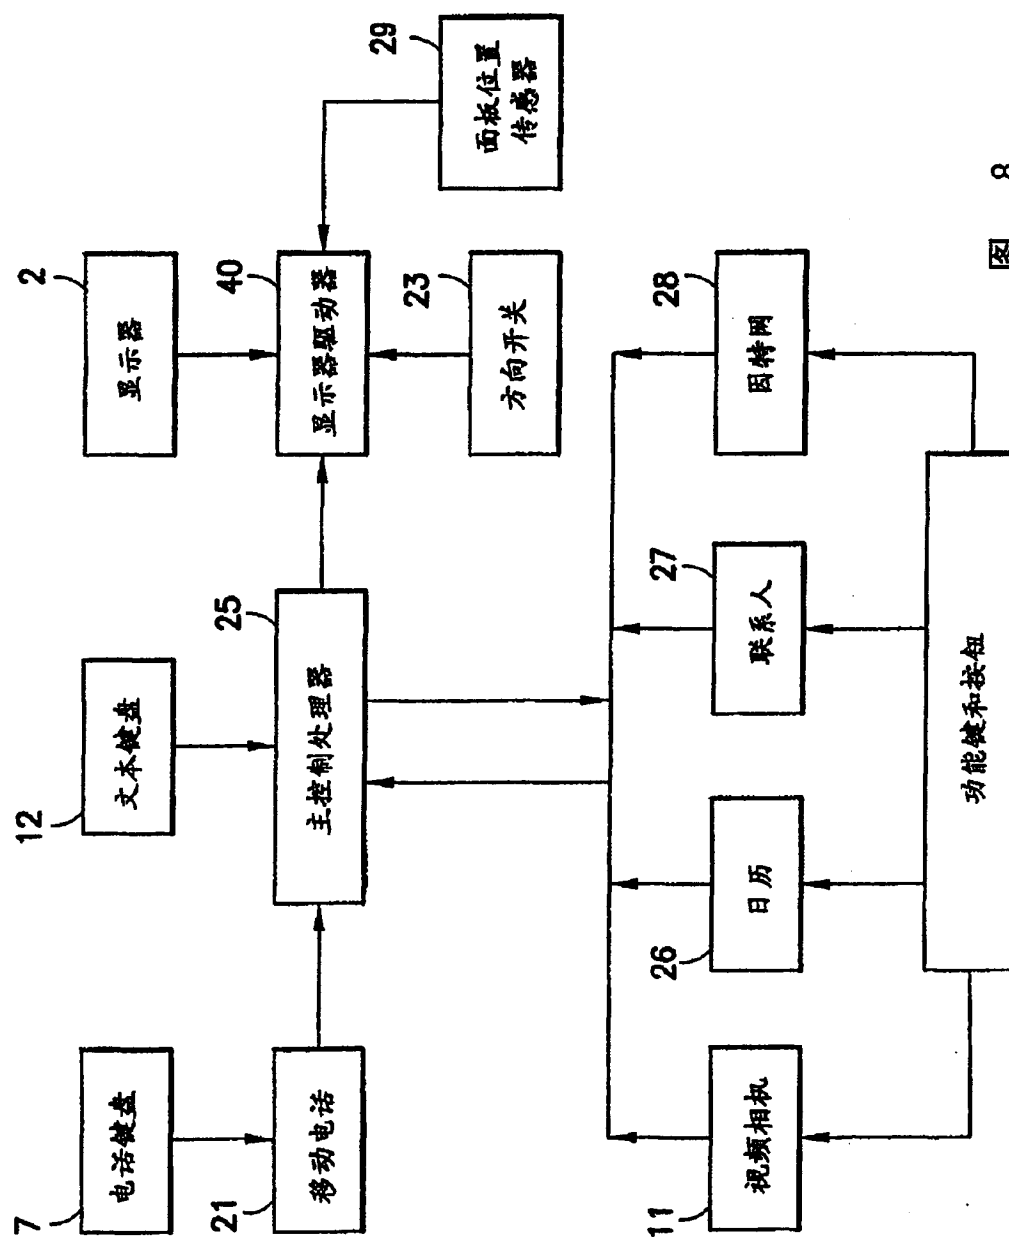 7
电话键盘
12
文本键盘
2
显示器
21
移动电话
25
主控制处理器
40
显示器驱动器
29
面板位置
传感器
23
方向开关
11
视频相机
26
日历
27
联系人
28
因特网
功能键和按钮
图 8